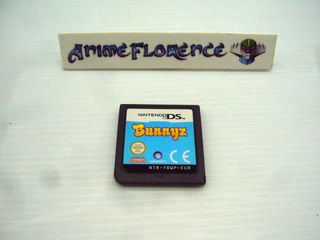 AnimeFlorence
NINTENDO DS
Bunnyz
CE
NTR-YBWP-EUR